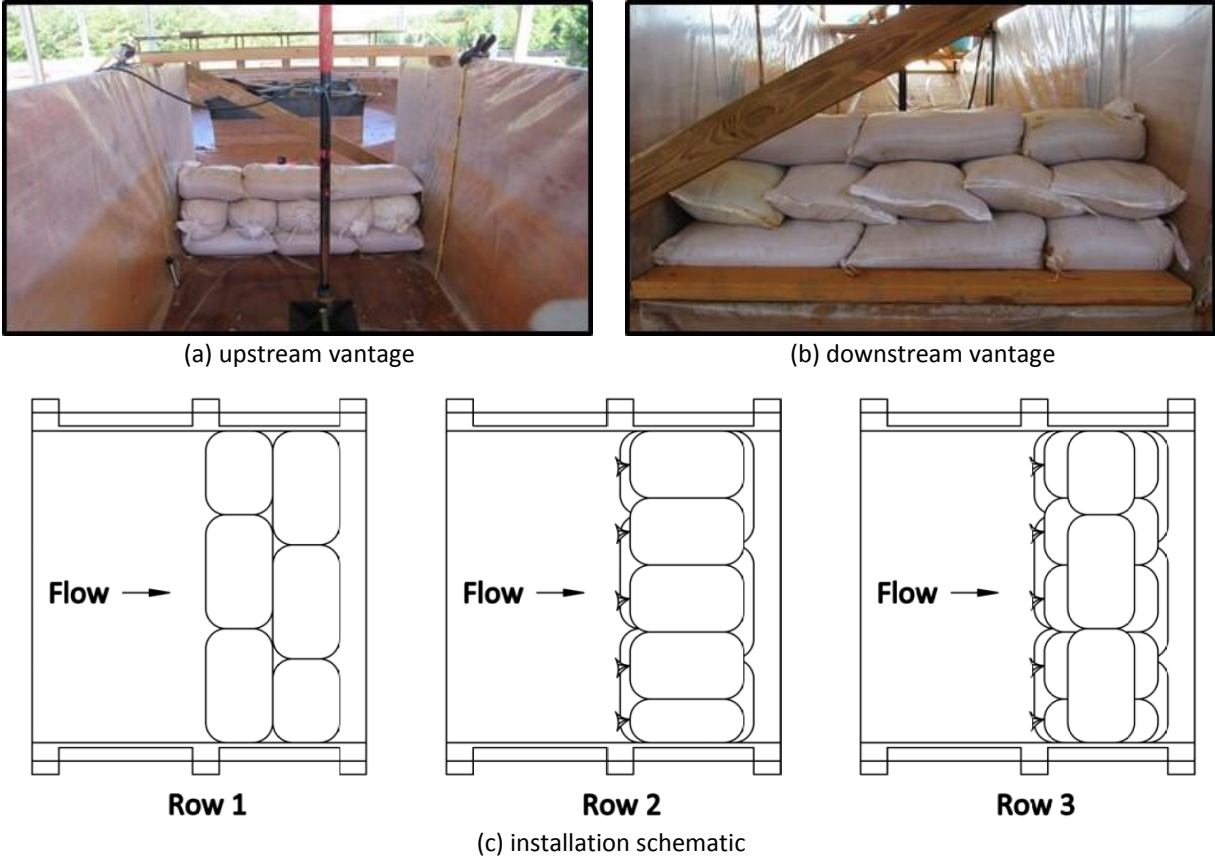 (a) upstream vantage
(b) downstream vantage
Flow
Flow
Flow
Row 1
Row 2
Row 3
(c) installation schematic